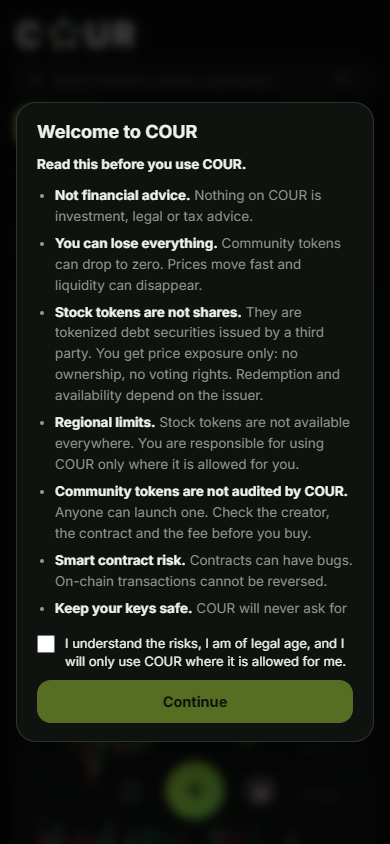 COUR
Welcome to COUR
Read this before you use COUR.
• Not financial advice. Nothing on COUR is
investment, legal or tax advice.
• You can lose everything. Community tokens
can drop to zero. Prices move fast and
liquidity can disappear.
• Stock tokens are not shares. They are
tokenized debt securities issued by a third
party. You get price exposure only: no
ownership, no voting rights. Redemption and
availability depend on the issuer.
• Regional limits. Stock tokens are not available
everywhere. You are responsible for using
COUR only where it is allowed for you.
• Community tokens are not audited by COUR.
Anyone can launch one. Check the creator,
the contract and the fee before you buy.
• Smart contract risk. Contracts can have bugs.
On-chain transactions cannot be reversed.
• Keep your keys safe. COUR will never ask for
I understand the risks, I am of legal age, and I
will only use COUR where it is allowed for me.
Continue